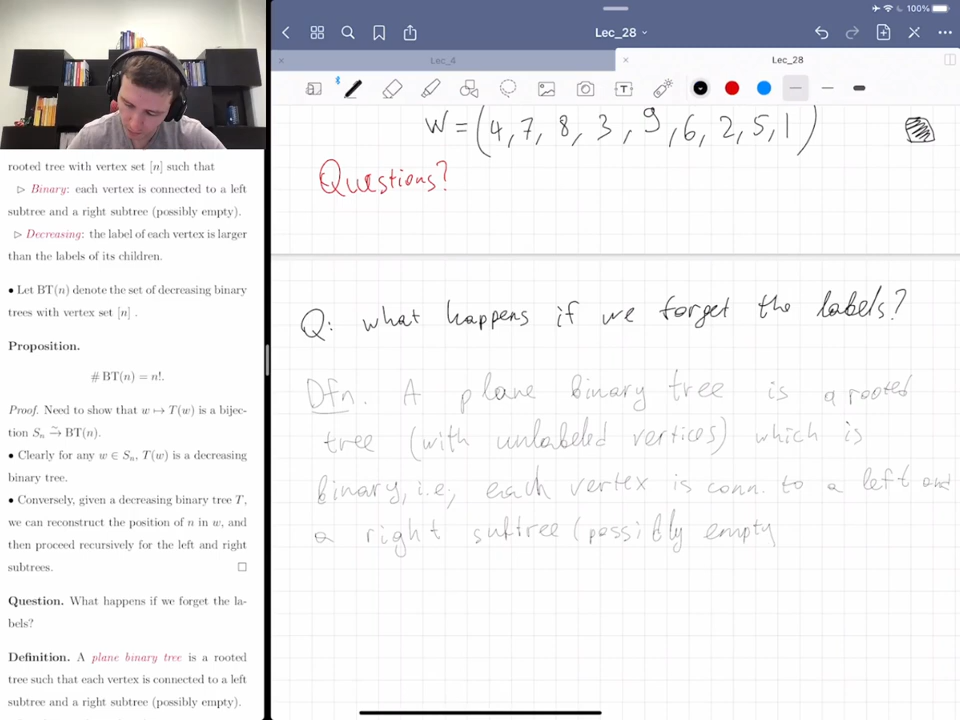 100%
Lec_28
Lec_4
Lec_28
rooted tree with vertex set [n] such that
▷ Binary: each vertex is connected to a left
subtree and a right subtree (possibly empty).
▷ Decreasing: the label of each vertex is larger
than the labels of its children.
• Let BT(n) denote the set of decreasing binary
trees with vertex set [n] .
Proposition.
# BT(n) = n!.
Proof. Need to show that w ↦ T(w) is a bijec-
tion Sₙ →̃ BT(n).
• Clearly for any w ∈ Sₙ, T(w) is a decreasing
binary tree.
• Conversely, given a decreasing binary tree T,
we can reconstruct the position of n in w, and
then proceed recursively for the left and right
subtrees. □
Question. What happens if we forget the la-
bels?
Definition. A plane binary tree is a rooted
tree such that each vertex is connected to a left
subtree and a right subtree (possibly empty).
W = (4, 7, 8, 3, 9, 6, 2, 5, 1)
Questions?
Q: what happens if we forget the labels?
Dfn. A plane binary tree is a rooted
tree (with unlabeled vertices) which is
binary, i.e., each vertex is conn. to a left and
a right subtree (possibly empty